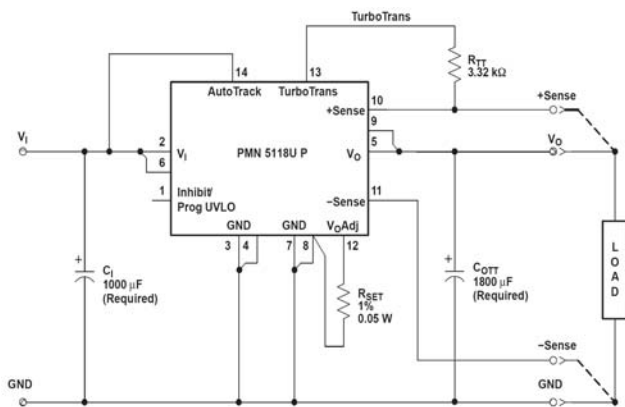 TurboTrans
14
13
R_TT
3.32 kΩ
AutoTrack
TurboTrans
+Sense
10
+Sense
9
V_I
2
V_I
PMN 5118U P
V_O
5
V_O
6
1
Inhibit/
Prog UVLO
−Sense
11
GND
GND
V_OAdj
3
4
7
8
12
LOAD
+
C_I
1000 μF
(Required)
R_SET
1%
0.05 W
+
C_OTT
1800 μF
(Required)
−Sense
GND
GND